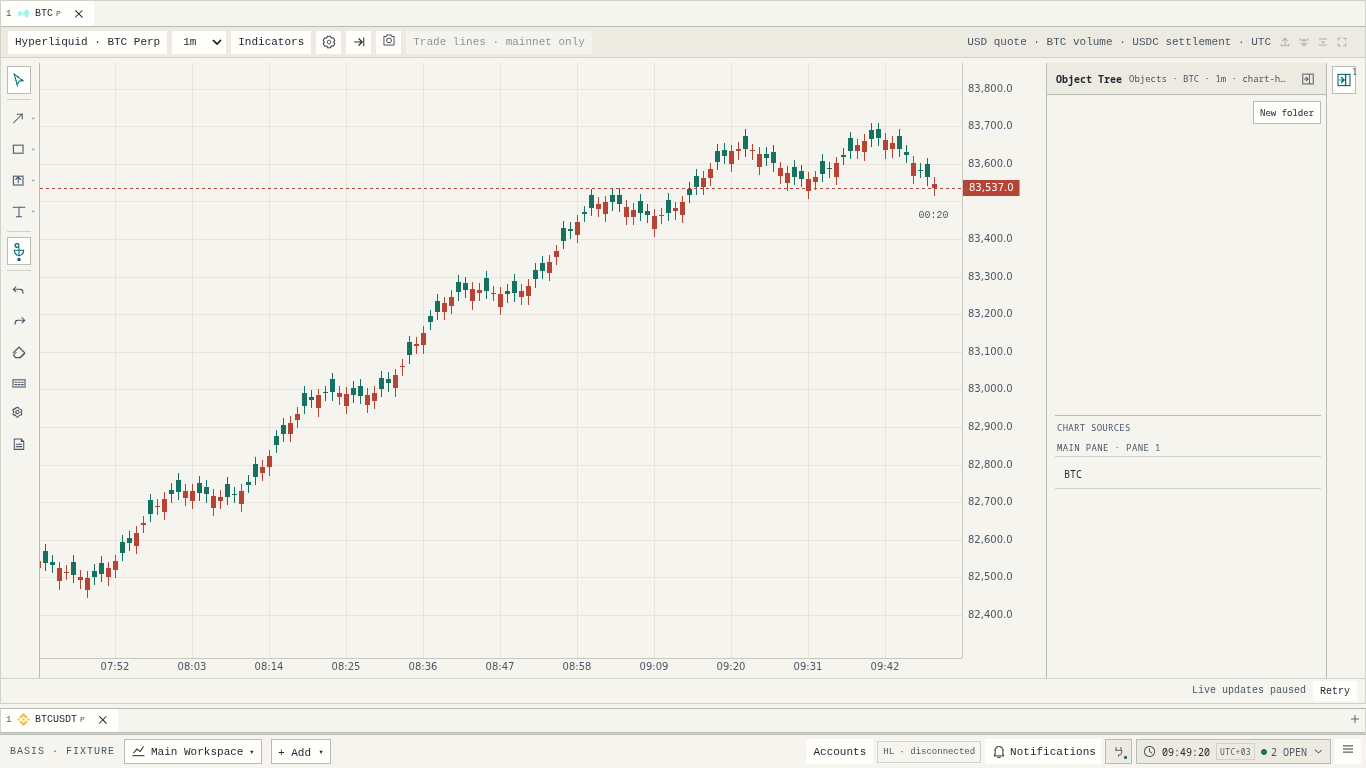 1 BTC P
Hyperliquid · BTC Perp 1m Indicators Trade lines · mainnet only USD quote · BTC volume · USDC settlement · UTC
Object Tree Objects · BTC · 1m · chart-h…
1
New folder
83,800.0
83,700.0
83,600.0
83,537.0
00:20
83,400.0
83,300.0
83,200.0
83,100.0
83,000.0
82,900.0
82,800.0
82,700.0
82,600.0
82,500.0
82,400.0
CHART SOURCES
MAIN PANE · PANE 1
BTC
07:52 08:03 08:14 08:25 08:36 08:47 08:58 09:09 09:20 09:31 09:42
Live updates paused Retry
1 BTCUSDT P
BASIS · FIXTURE Main Workspace + Add Accounts HL · disconnected Notifications 09:49:20 UTC+03 2 OPEN